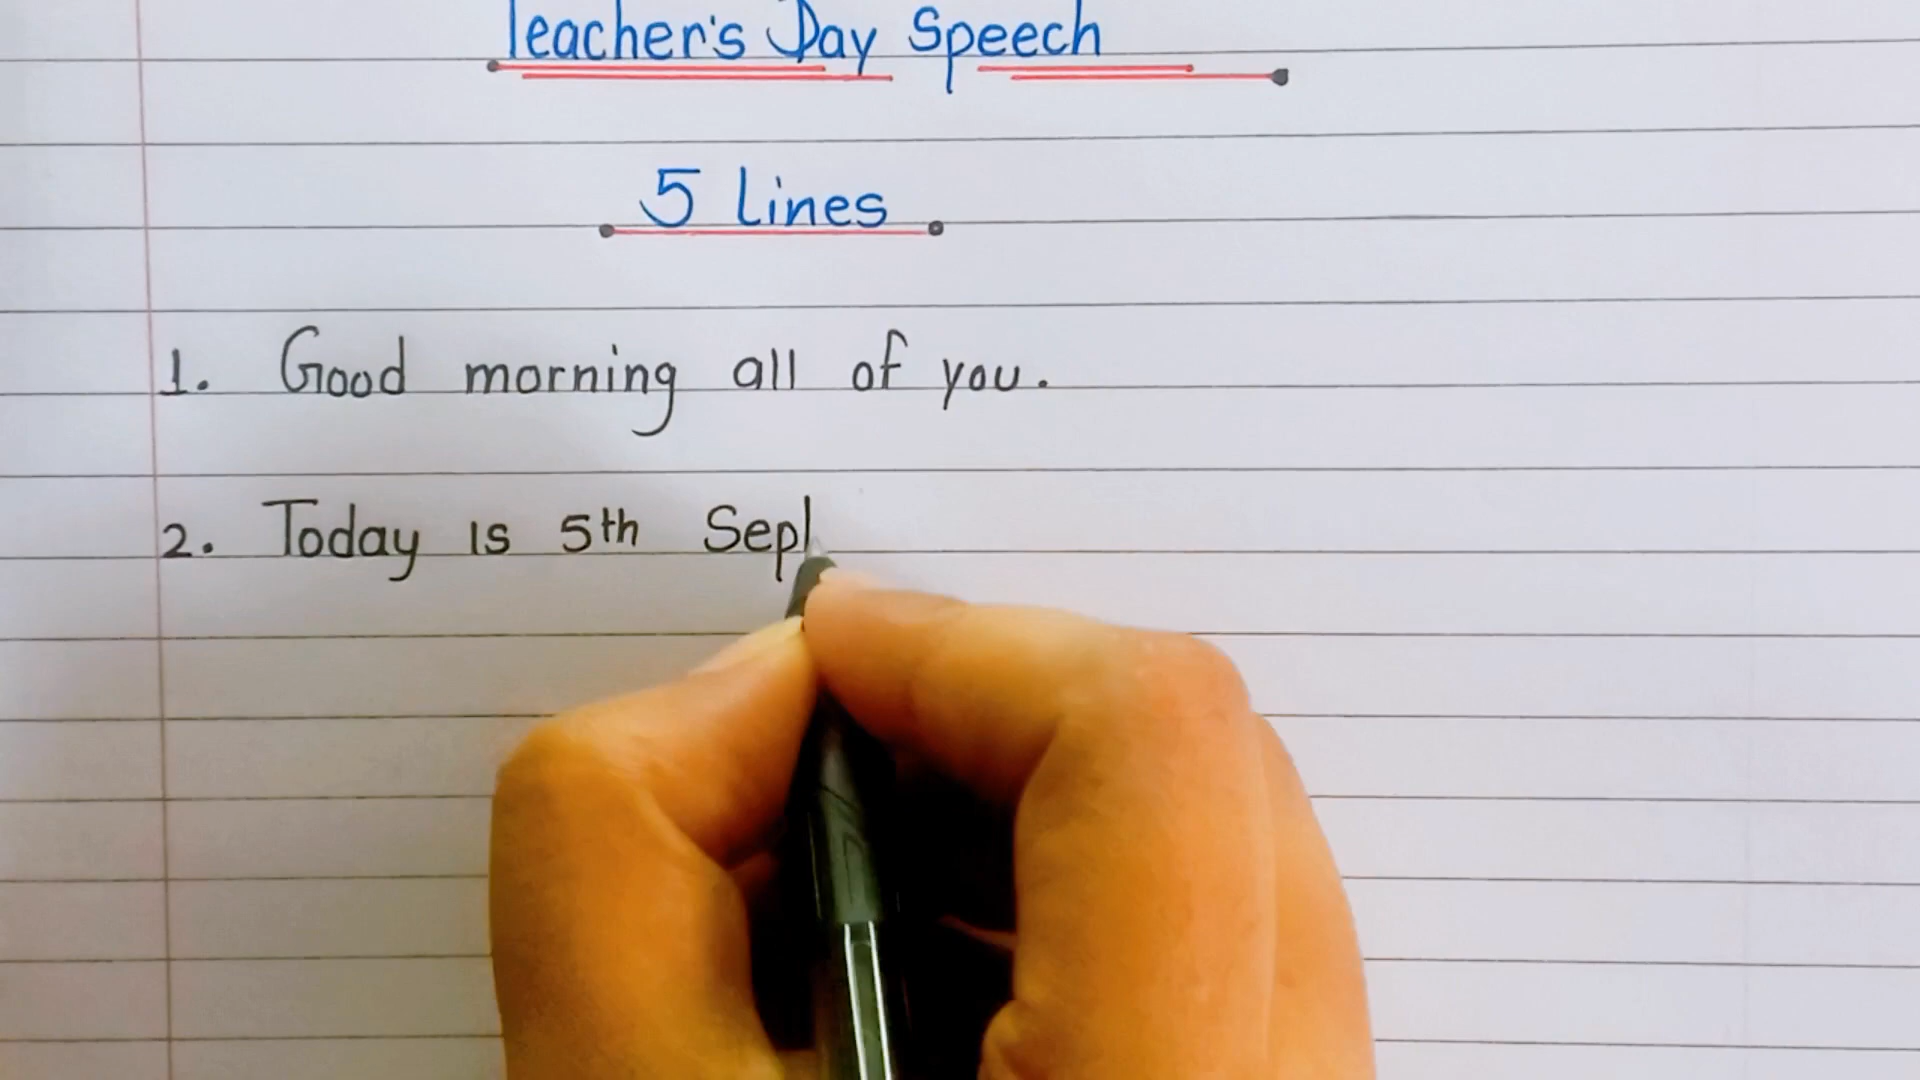 Teacher's Day Speech
5 Lines
1. Good morning all of you.
2. Today is 5th Sep